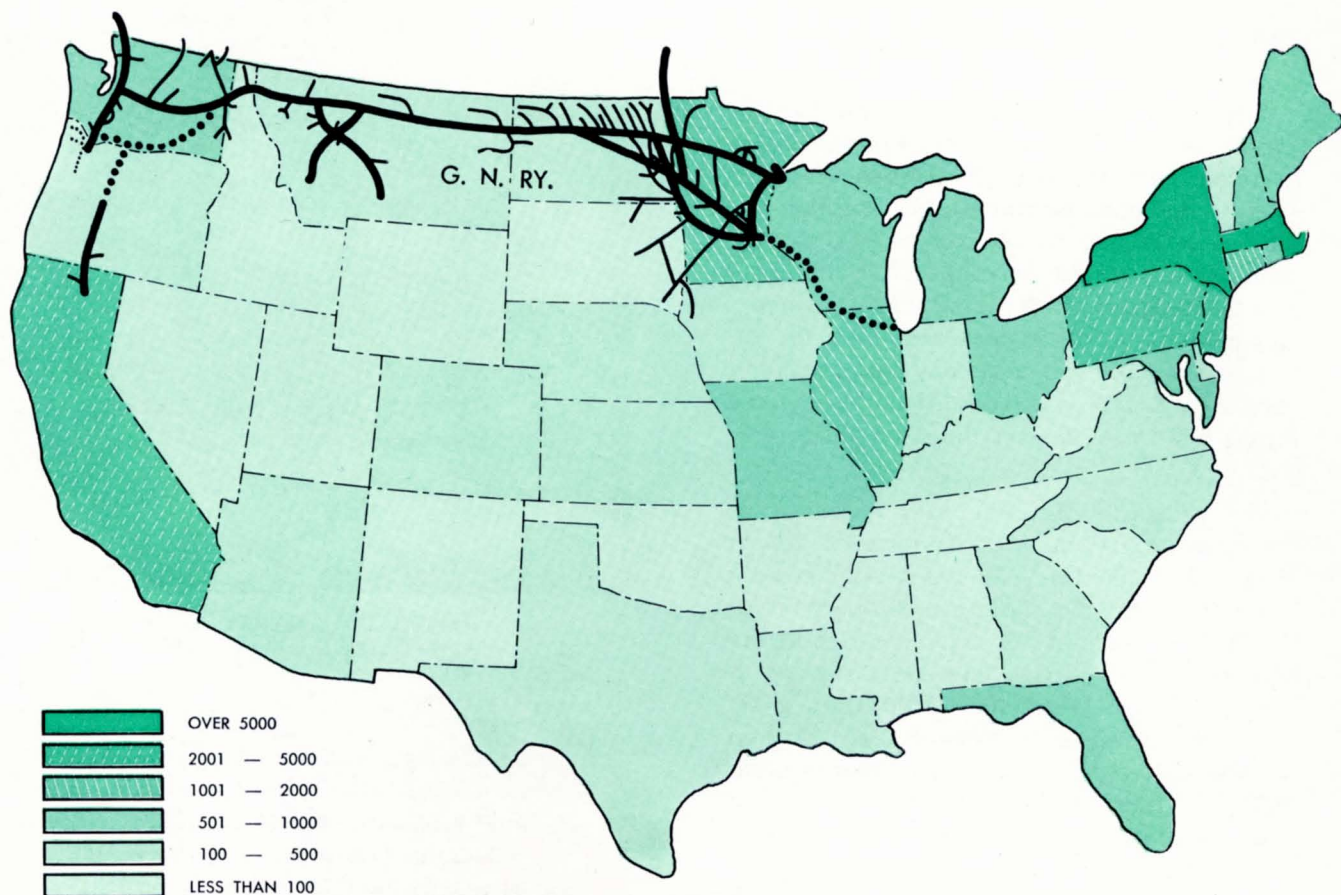 G. N. RY.
OVER 5000
2001 — 5000
1001 — 2000
501 — 1000
100 — 500
LESS THAN 100